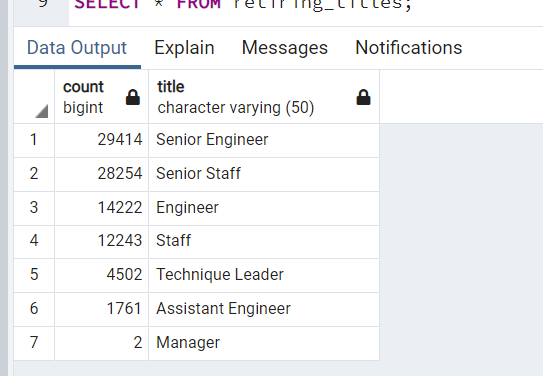 9 SELECT * FROM retiring_titles;
Data Output Explain Messages Notifications
count title
bigint character varying (50)
1 29414 Senior Engineer
2 28254 Senior Staff
3 14222 Engineer
4 12243 Staff
5 4502 Technique Leader
6 1761 Assistant Engineer
7 2 Manager